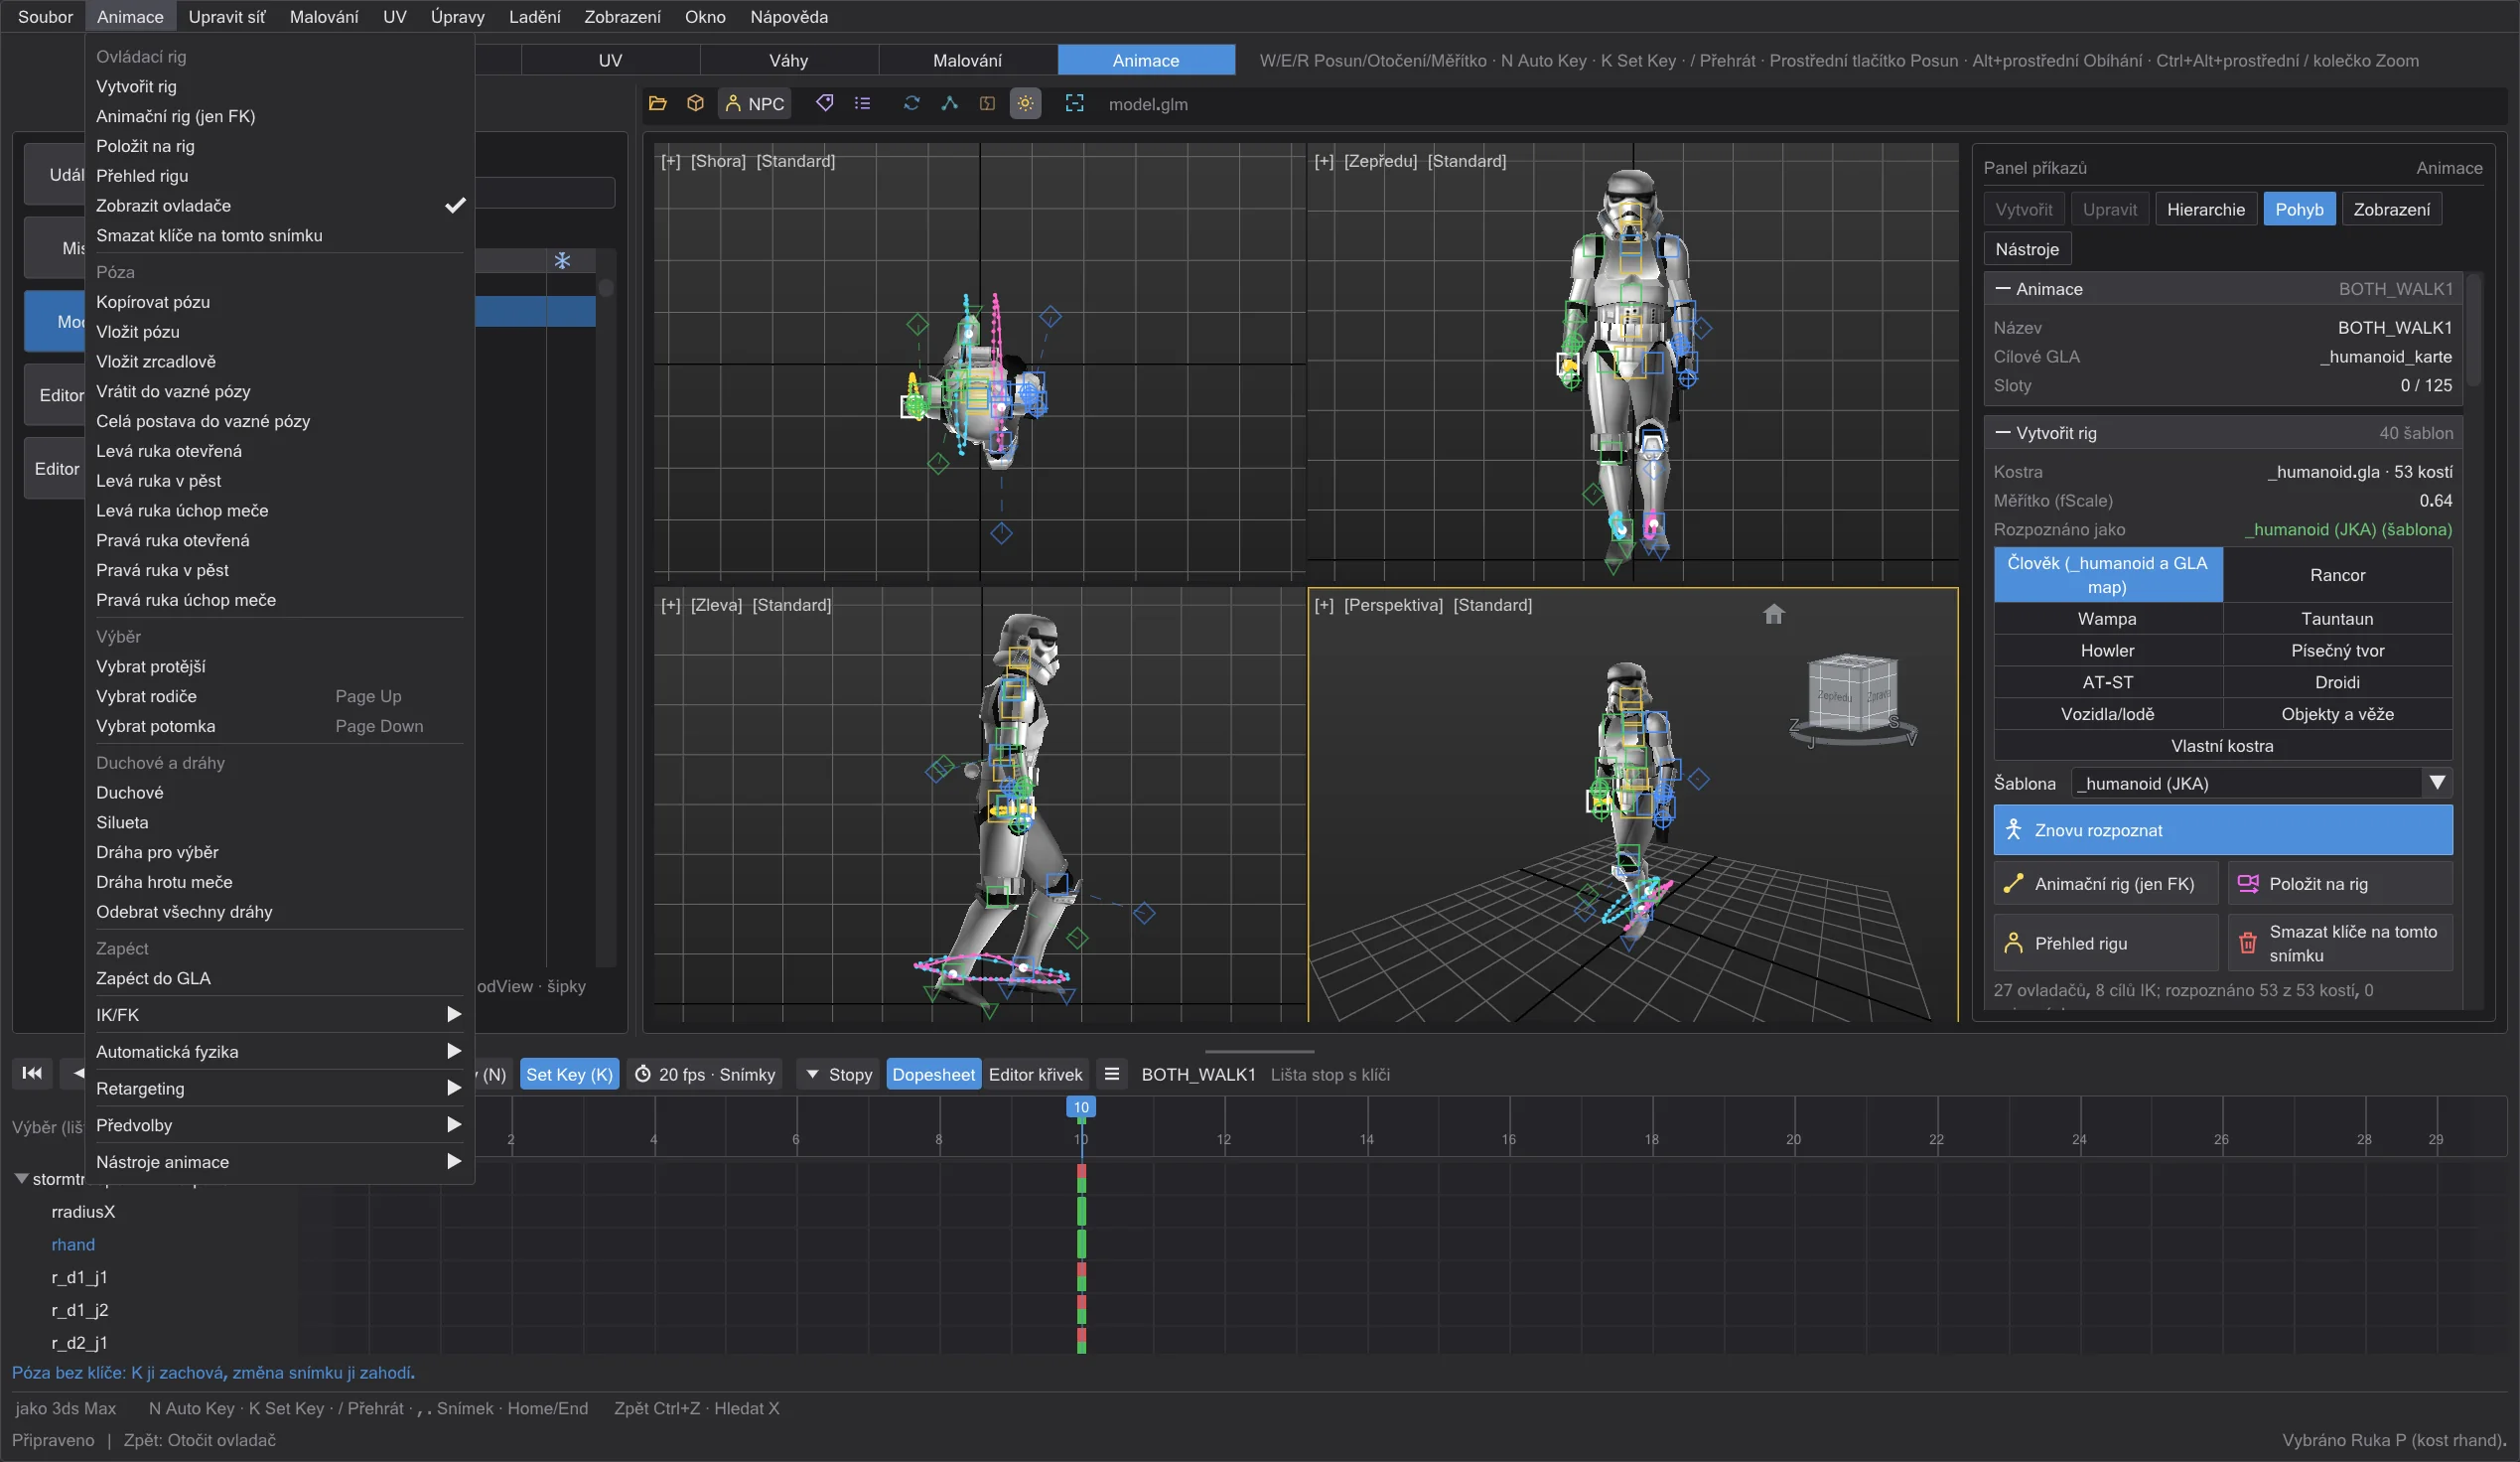 Soubor Animace Upravit síť Malování UV Úpravy Ladění Zobrazení Okno Nápověda
UV Váhy Malování Animace W/E/R Posun/Otočení/Měřítko · N Auto Key · K Set Key · / Přehrát · Prostřední tlačítko Posun · Alt+prostřední Obíhání · Ctrl+Alt+prostřední / kolečko Zoom
NPC model.glm
Ovládací rig
Vytvořit rig
Animační rig (jen FK)
Položit na rig
Přehled rigu
Zobrazit ovladače
Smazat klíče na tomto snímku
Póza
Kopírovat pózu
Vložit pózu
Vložit zrcadlově
Vrátit do vazné pózy
Celá postava do vazné pózy
Levá ruka otevřená
Levá ruka v pěst
Levá ruka úchop meče
Pravá ruka otevřená
Pravá ruka v pěst
Pravá ruka úchop meče
Výběr
Vybrat protější
Vybrat rodiče Page Up
Vybrat potomka Page Down
Duchové a dráhy
Duchové
Silueta
Dráha pro výběr
Dráha hrotu meče
Odebrat všechny dráhy
Zapéct
Zapéct do GLA
IK/FK
Automatická fyzika
Retargeting
Předvolby
Nástroje animace
Udál
Mis
Mod
Editor
Editor
odView · šipky
[+] [Shora] [Standard]
[+] [Zepředu] [Standard]
[+] [Zleva] [Standard]
[+] [Perspektiva] [Standard]
Zepředu Zprava
Z J S V
Panel příkazů Animace
Vytvořit Upravit Hierarchie Pohyb Zobrazení
Nástroje
Animace BOTH_WALK1
Název BOTH_WALK1
Cílové GLA _humanoid_karte
Sloty 0 / 125
Vytvořit rig 40 šablon
Kostra _humanoid.gla · 53 kostí
Měřítko (fScale) 0.64
Rozpoznáno jako _humanoid (JKA) (šablona)
Člověk (_humanoid a GLA
map)
Rancor
Wampa Tauntaun
Howler Písečný tvor
AT-ST Droidi
Vozidla/lodě Objekty a věže
Vlastní kostra
Šablona _humanoid (JKA)
Znovu rozpoznat
Animační rig (jen FK) Položit na rig
Přehled rigu
Smazat klíče na tomto
snímku
27 ovladačů, 8 cílů IK; rozpoznáno 53 z 53 kostí, 0
(N) Set Key (K) 20 fps · Snímky Stopy Dopesheet Editor křivek BOTH_WALK1 Lišta stop s klíči
10
Výběr (liš
2 4 6 8 10 12 14 16 18 20 22 24 26 28 29
stormtr
rradiusX
rhand
r_d1_j1
r_d1_j2
r_d2_j1
Póza bez klíče: K ji zachová, změna snímku ji zahodí.
jako 3ds Max N Auto Key · K Set Key · / Přehrát · , . Snímek · Home/End Zpět Ctrl+Z · Hledat X
Připraveno | Zpět: Otočit ovladač
Vybráno Ruka P (kost rhand).